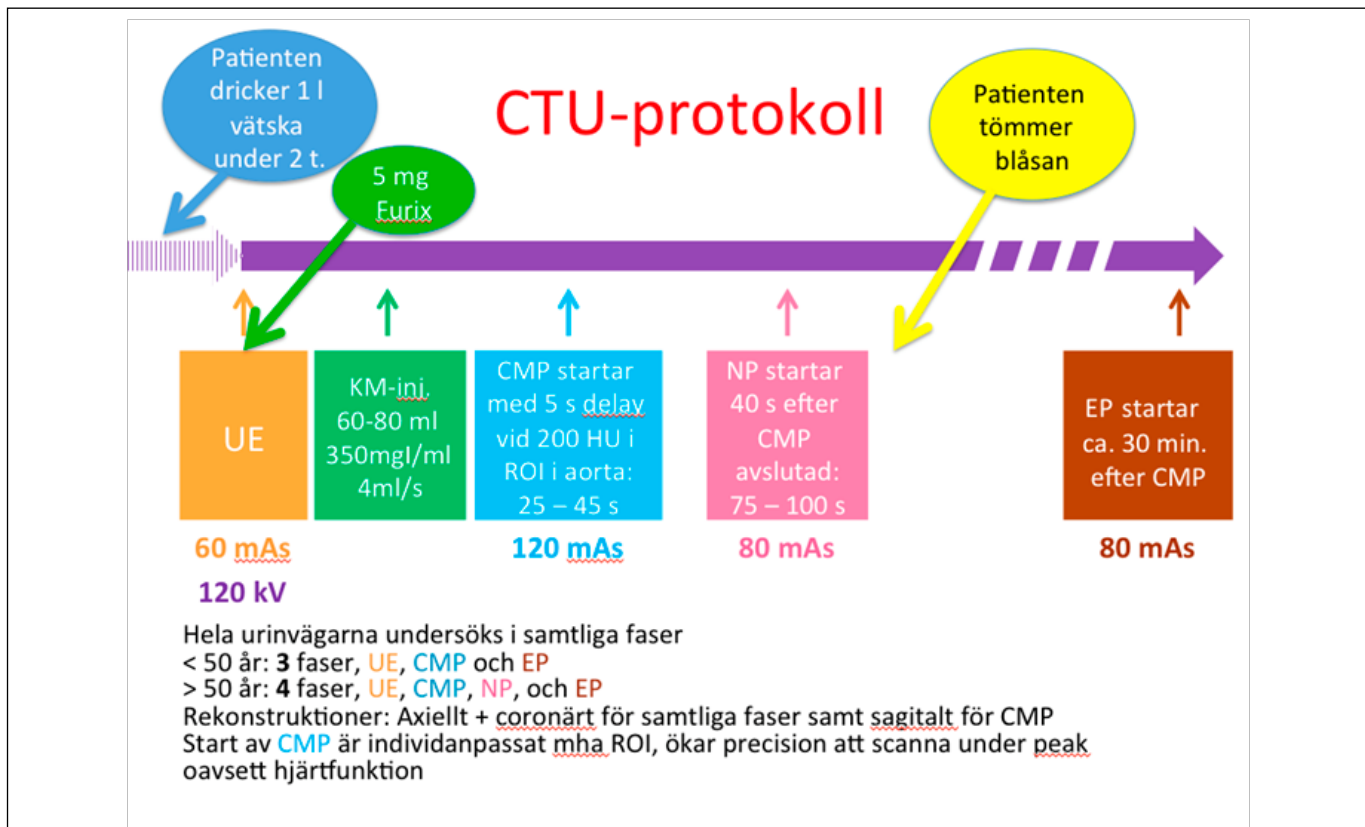 CTU-protokoll
Patienten
dricker 1 l
vätska
under 2 t.
5 mg
Furix
Patienten
tömmer
blåsan
UE
60 mAs
120 kV
KM-inj.
60-80 ml
350mgI/ml
4ml/s
CMP startar
med 5 s delay
vid 200 HU i
ROI i aorta:
25 – 45 s
120 mAs
NP startar
40 s efter
CMP
avslutad:
75 – 100 s
80 mAs
EP startar
ca. 30 min.
efter CMP
80 mAs
Hela urinvägarna undersöks i samtliga faser
< 50 år: 3 faser, UE, CMP och EP
> 50 år: 4 faser, UE, CMP, NP, och EP
Rekonstruktioner: Axiellt + coronärt för samtliga faser samt sagitalt för CMP
Start av CMP är individanpassat mha ROI, ökar precision att scanna under peak
oavsett hjärtfunktion